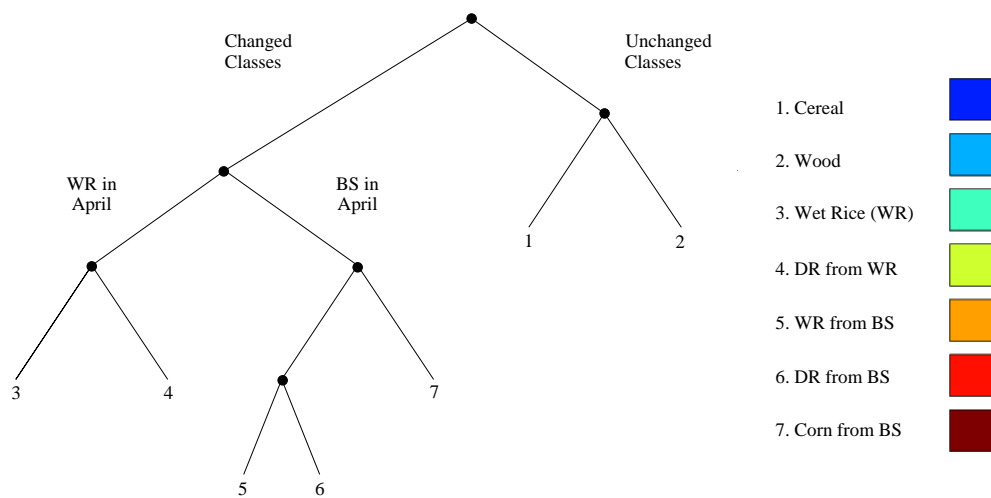 Changed
Classes
Unchanged
Classes
WR in
April
BS in
April
1
2
3
4
7
5
6
1. Cereal
2. Wood
3. Wet Rice (WR)
4. DR from WR
5. WR from BS
6. DR from BS
7. Corn from BS